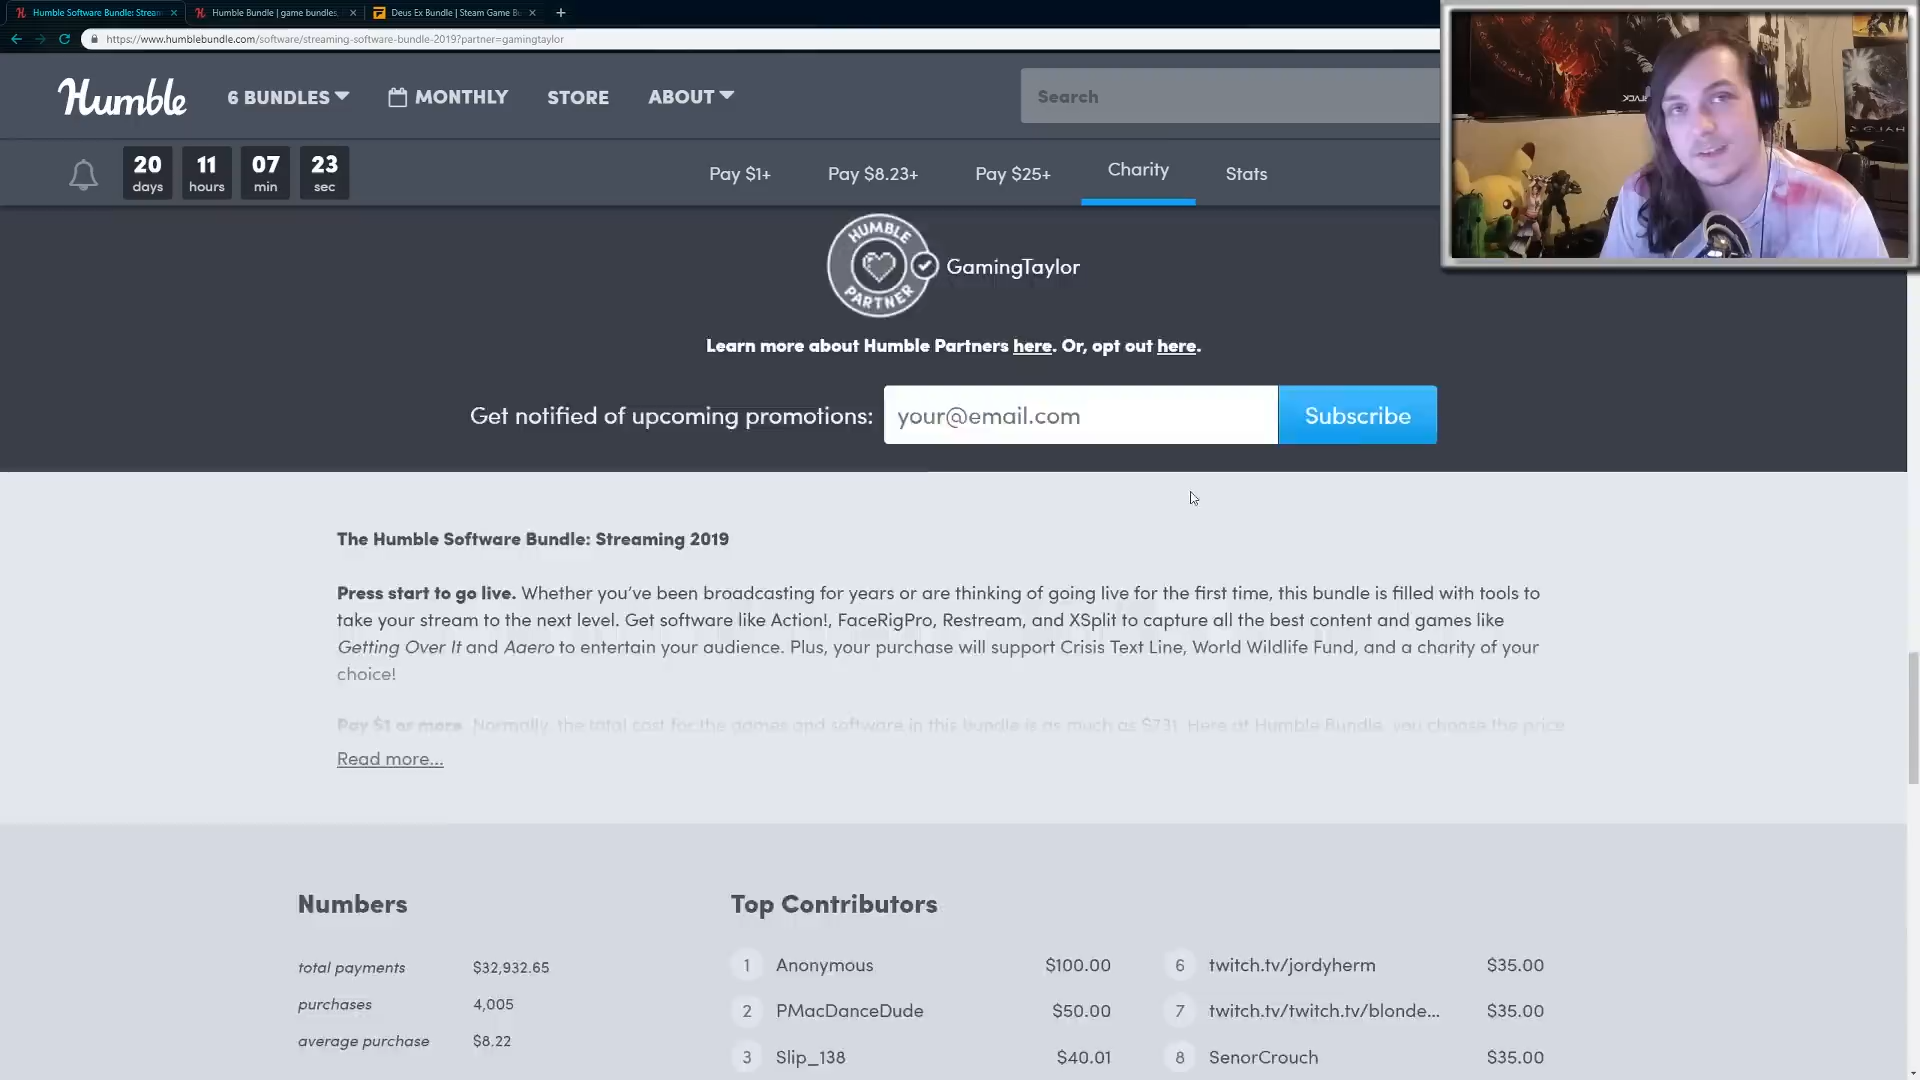 Humble Software Bundle: Stream
Humble Bundle | game bundles,
Deus Ex Bundle | Steam Game B
https://www.humblebundle.com/software/streaming-software-bundle-2019?partner=gamingtaylor
Humble
6 BUNDLES
MONTHLY
STORE
ABOUT
Search
20 days
11 hours
07 min
23 sec
Pay $1+
Pay $8.23+
Pay $25+
Charity
Stats
HUMBLE PARTNER
GamingTaylor
Learn more about Humble Partners here. Or, opt out here.
Get notified of upcoming promotions:
your@email.com
Subscribe
The Humble Software Bundle: Streaming 2019
Press start to go live. Whether you've been broadcasting for years or are thinking of going live for the first time, this bundle is filled with tools to
take your stream to the next level. Get software like Action!, FaceRigPro, Restream, and XSplit to capture all the best content and games like
Getting Over It and Aaero to entertain your audience. Plus, your purchase will support Crisis Text Line, World Wildlife Fund, and a charity of your
choice!
Pay $1 or more. Normally, the total cost for the games and software in this bundle is as much as $731. Here at Humble Bundle, you choose the price
Read more...
Numbers
total payments $32,932.65
purchases 4,005
average purchase $8.22
Top Contributors
1 Anonymous $100.00
2 PMacDanceDude $50.00
3 Slip_138 $40.01
6 twitch.tv/jordyherm $35.00
7 twitch.tv/twitch.tv/blonde... $35.00
8 SenorCrouch $35.00